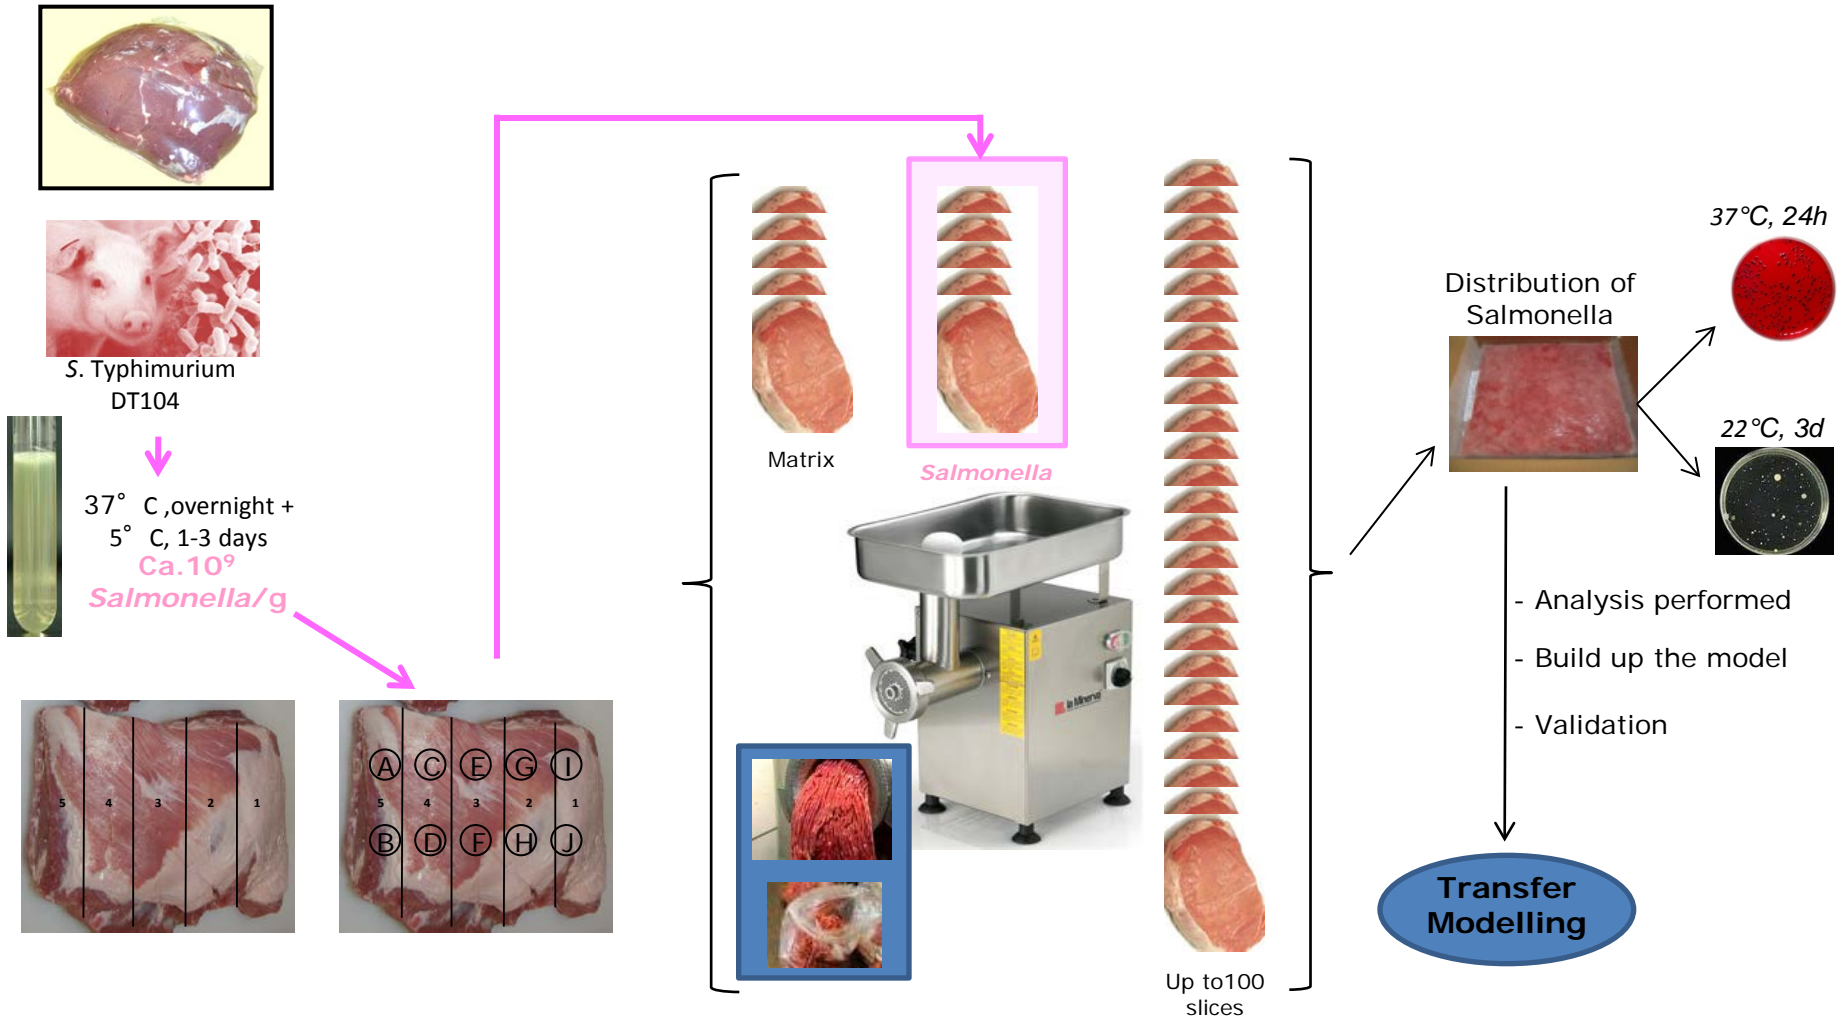 S. Typhimurium
DT104
37° C ,overnight +
5° C, 1-3 days
Ca.10⁹
Salmonella/g
5 4 3 2 1
A C E G I
5 4 3 2 1
B D F H J
Matrix
Salmonella
la Minerva
Up to100
slices
Distribution of
Salmonella
37°C, 24h
22°C, 3d
- Analysis performed
- Build up the model
- Validation
Transfer
Modelling